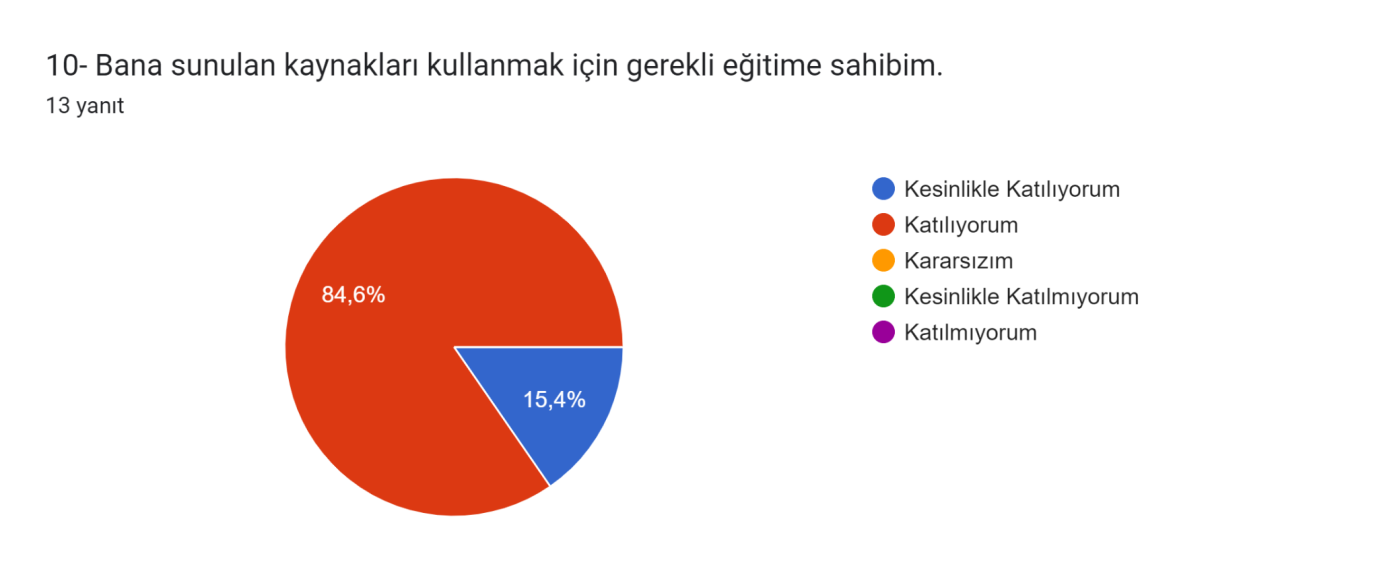 10- Bana sunulan kaynakları kullanmak için gerekli eğitime sahibim.
13 yanıt
84,6%
15,4%
Kesinlikle Katılıyorum
Katılıyorum
Kararsızım
Kesinlikle Katılmıyorum
Katılmıyorum